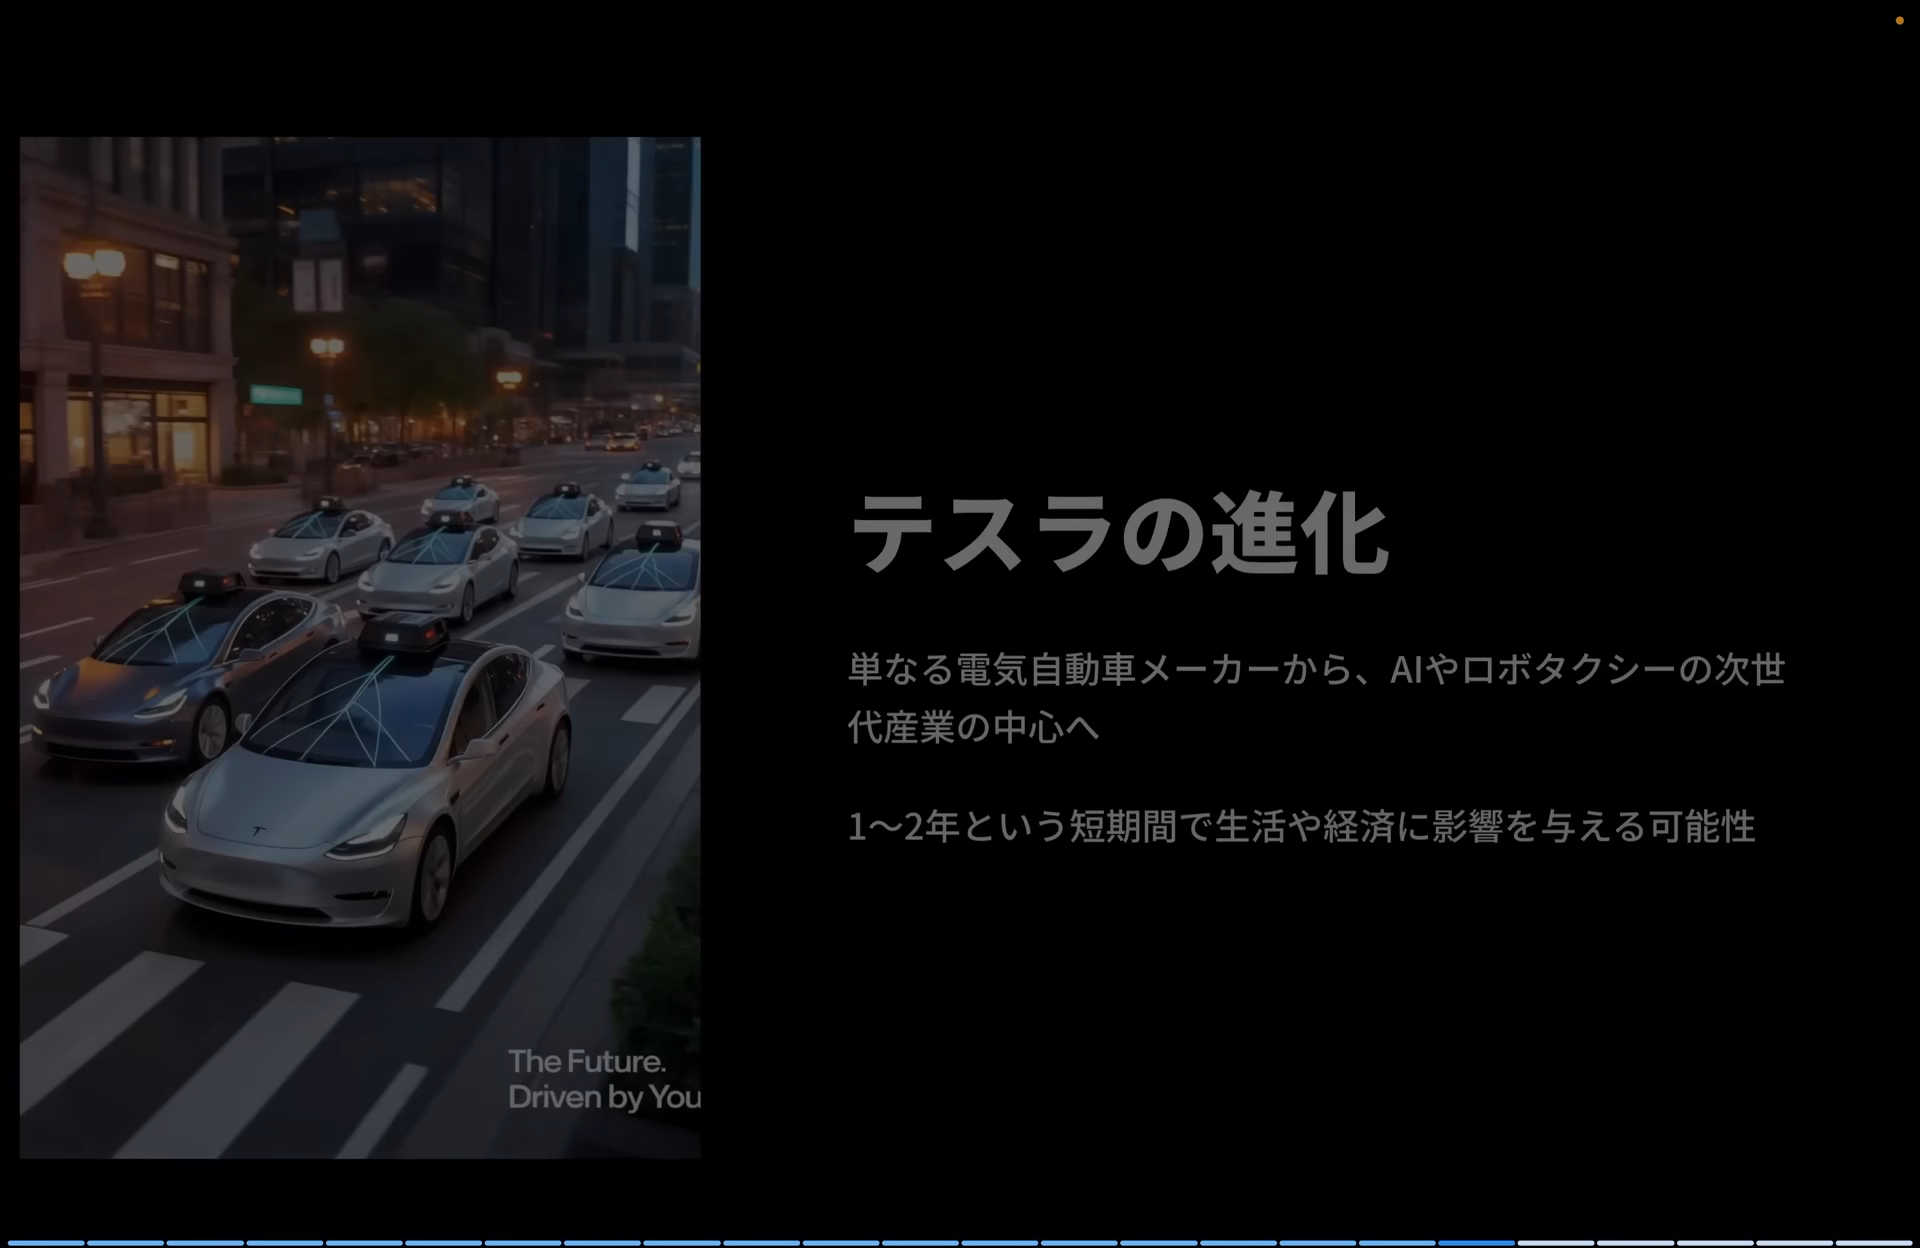 テスラの進化
単なる電気自動車メーカーから、AIやロボタクシーの次世
代産業の中心へ
1〜2年という短期間で生活や経済に影響を与える可能性
The Future.
Driven by You